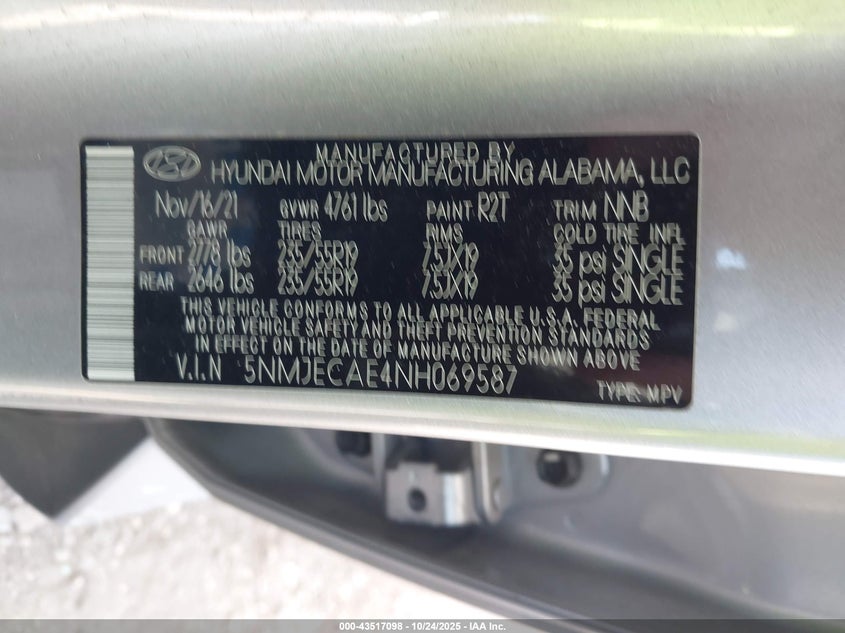 MANUFACTURED BY
HYUNDAI MOTOR MANUFACTURING ALABAMA, LLC
Nov/16/21 GVWR 4761 lbs PAINT R2T TRIM NNB
GAWR TIRES RIMS COLD TIRE INFL
FRONT 2778 lbs 235/55R19 7.5JX19 35 psi SINGLE
REAR 2646 lbs 235/55R19 7.5JX19 35 psi SINGLE
THIS VEHICLE CONFORMS TO ALL APPLICABLE U.S.A. FEDERAL
MOTOR VEHICLE SAFETY AND THEFT PREVENTION STANDARDS
IN EFFECT ON THE DATE OF MANUFACTURE SHOWN ABOVE
V.I.N 5NMJECAE4NH069587
TYPE: MPV
000-43517098 - 10/24/2025 - IAA Inc.